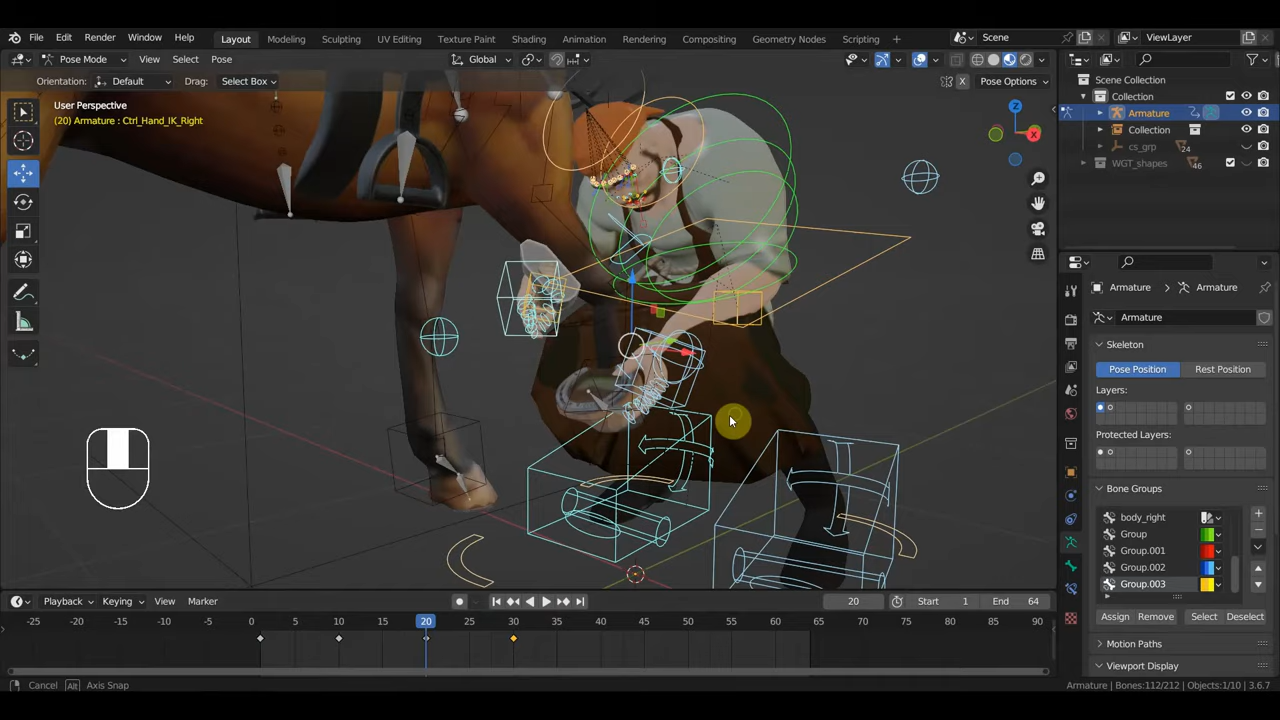 File Edit Render Window Help Layout Modeling Sculpting UV Editing Texture Paint Shading Animation Rendering Compositing Geometry Nodes Scripting + Scene ViewLayer
Pose Mode View Select Pose Global
Orientation: Default Drag: Select Box X Pose Options
User Perspective
(20) Armature : Ctrl_Hand_IK_Right
Z
X
Scene Collection
Collection
Armature
Collection
cs_grp 24
WGT_shapes 46
Armature Armature
Armature
Skeleton
Pose Position Rest Position
Layers:
Protected Layers:
Bone Groups
body_right
Group
Group.001
Group.002
Group.003
Assign Remove Select Deselect
Motion Paths
Viewport Display
Playback Keying View Marker 20 Start 1 End 64
-25 -20 -15 -10 -5 0 5 10 15 20 25 30 35 40 45 50 55 60 65 70 75 80 85 90
Cancel Alt Axis Snap Armature | Bones:112/212 | Objects:1/10 | 3.6.7